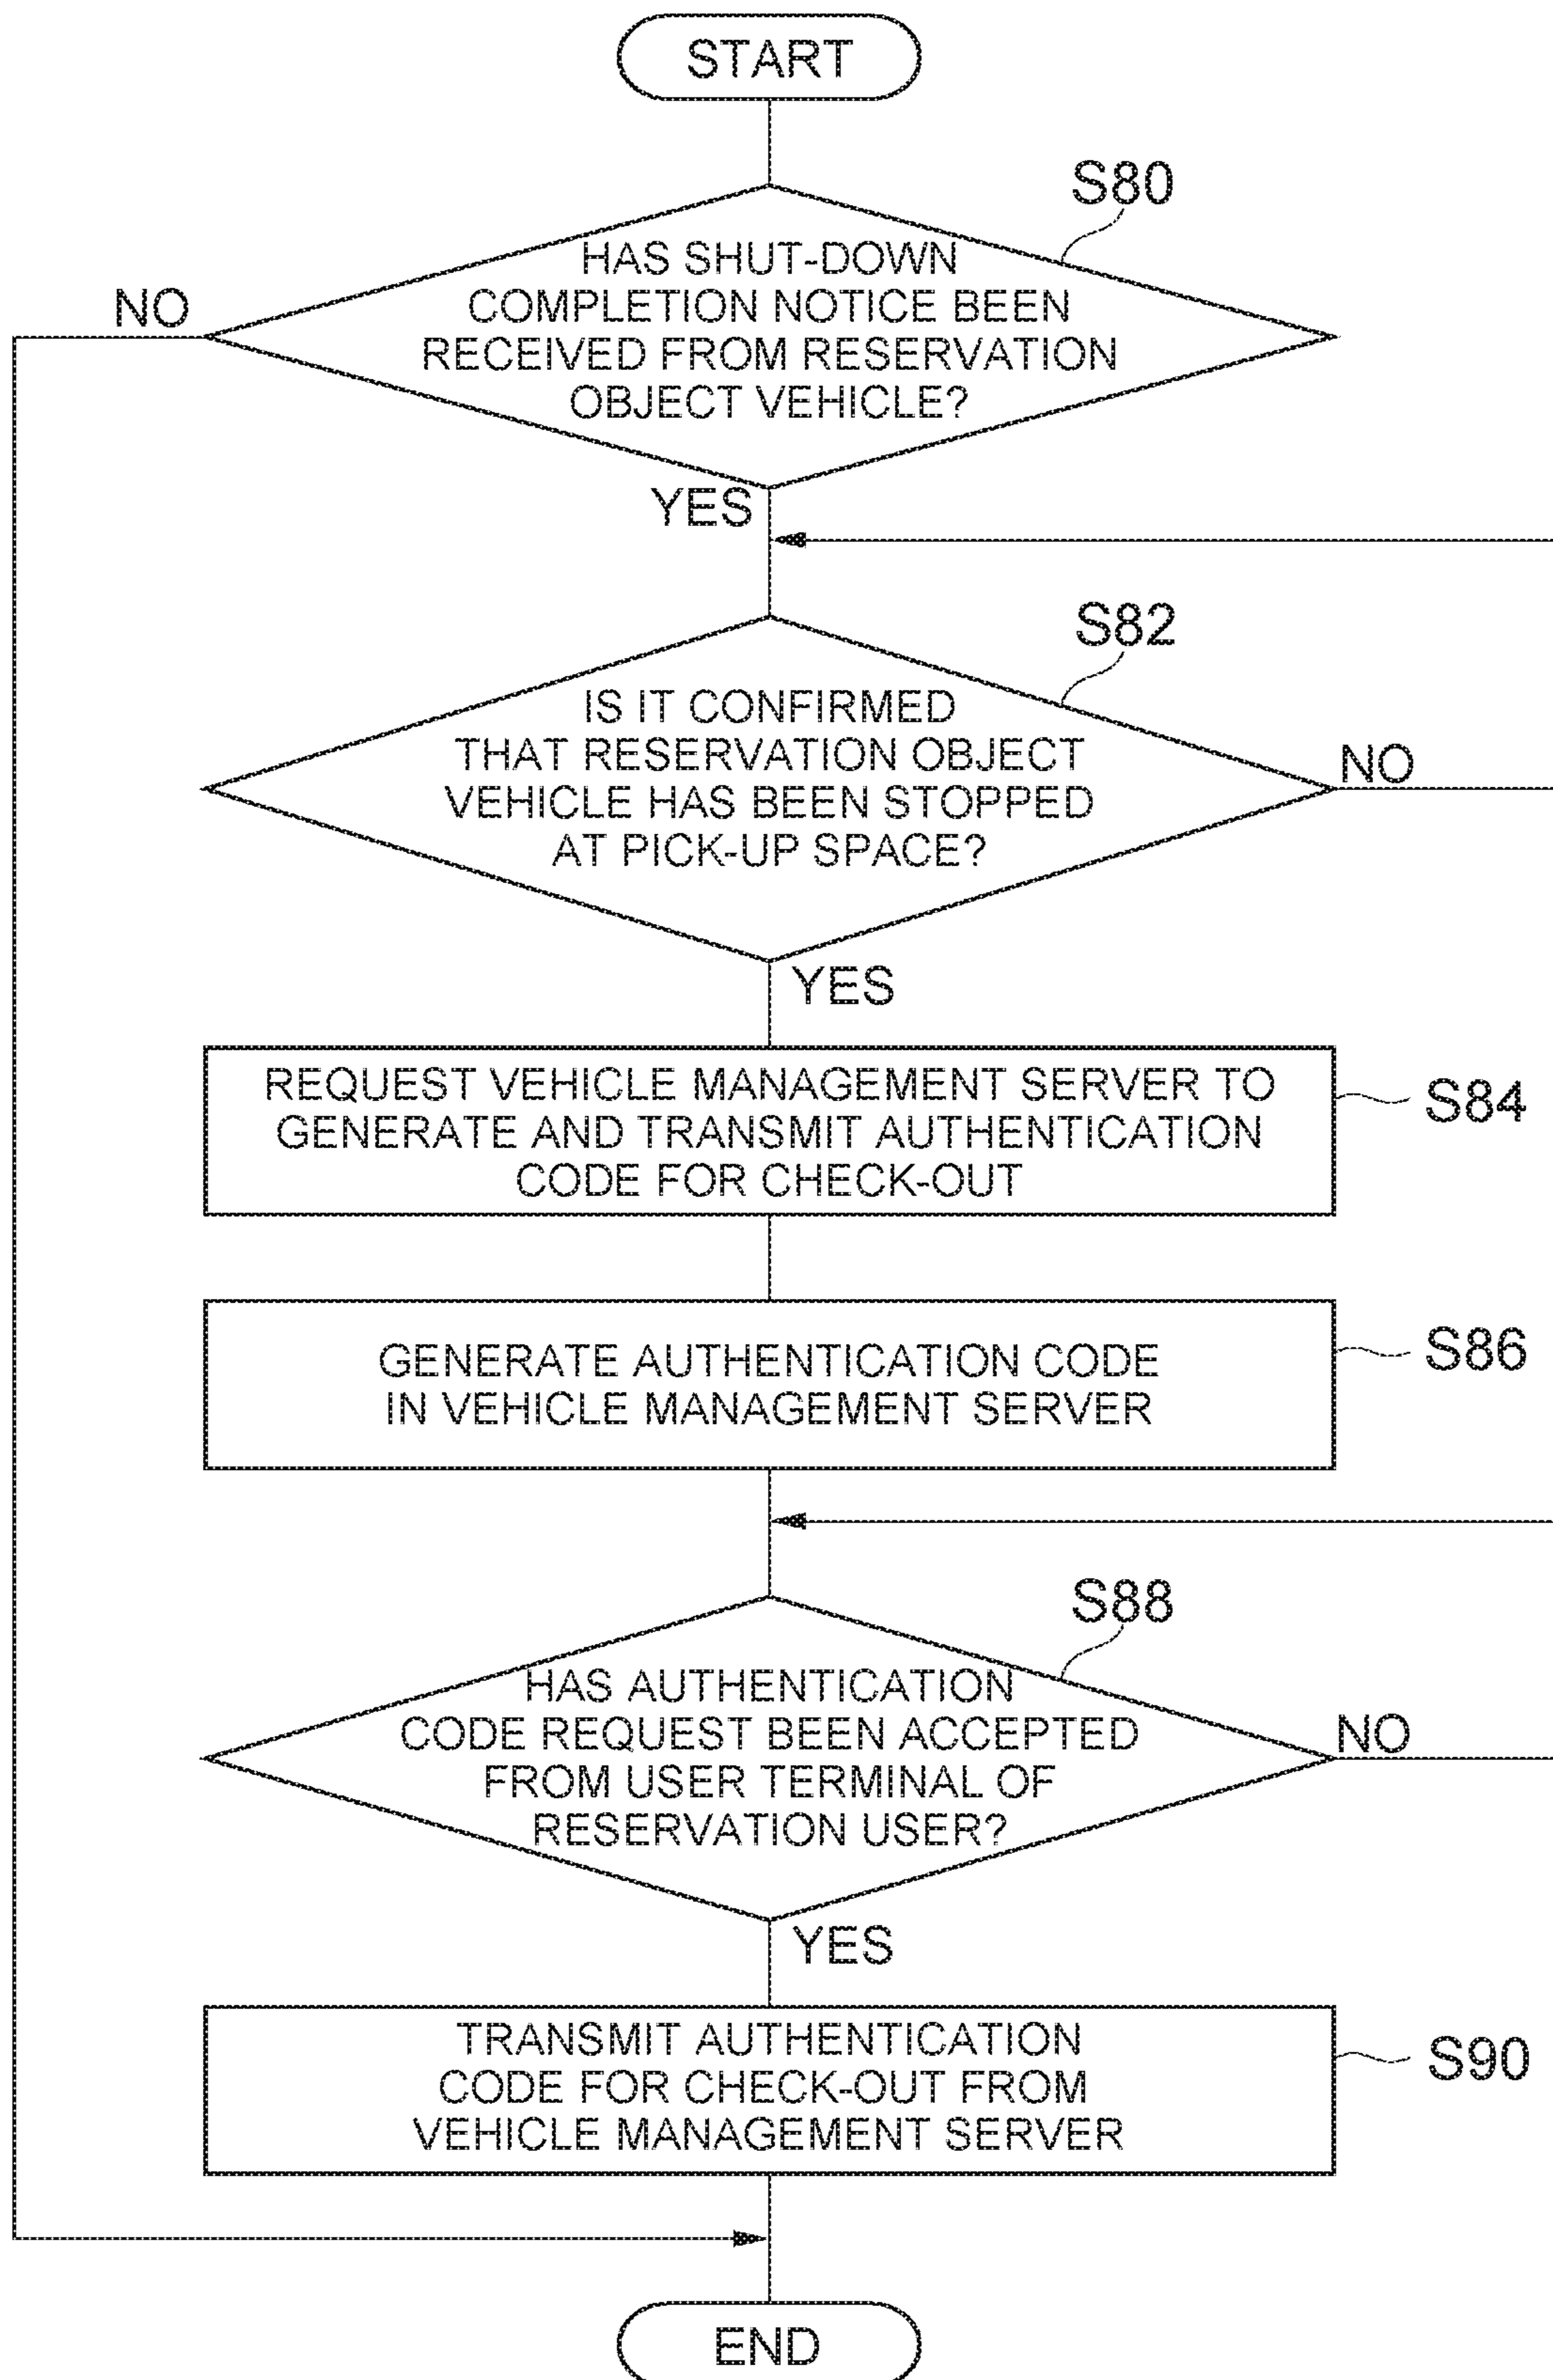 START
S80
HAS SHUT-DOWN
COMPLETION NOTICE BEEN
RECEIVED FROM RESERVATION
OBJECT VEHICLE?
NO
YES
S82
IS IT CONFIRMED
THAT RESERVATION OBJECT
VEHICLE HAS BEEN STOPPED
AT PICK-UP SPACE?
NO
YES
REQUEST VEHICLE MANAGEMENT SERVER TO
GENERATE AND TRANSMIT AUTHENTICATION
CODE FOR CHECK-OUT
S84
GENERATE AUTHENTICATION CODE
IN VEHICLE MANAGEMENT SERVER
S86
S88
HAS AUTHENTICATION
CODE REQUEST BEEN ACCEPTED
FROM USER TERMINAL OF
RESERVATION USER?
NO
YES
TRANSMIT AUTHENTICATION
CODE FOR CHECK-OUT FROM
VEHICLE MANAGEMENT SERVER
S90
END